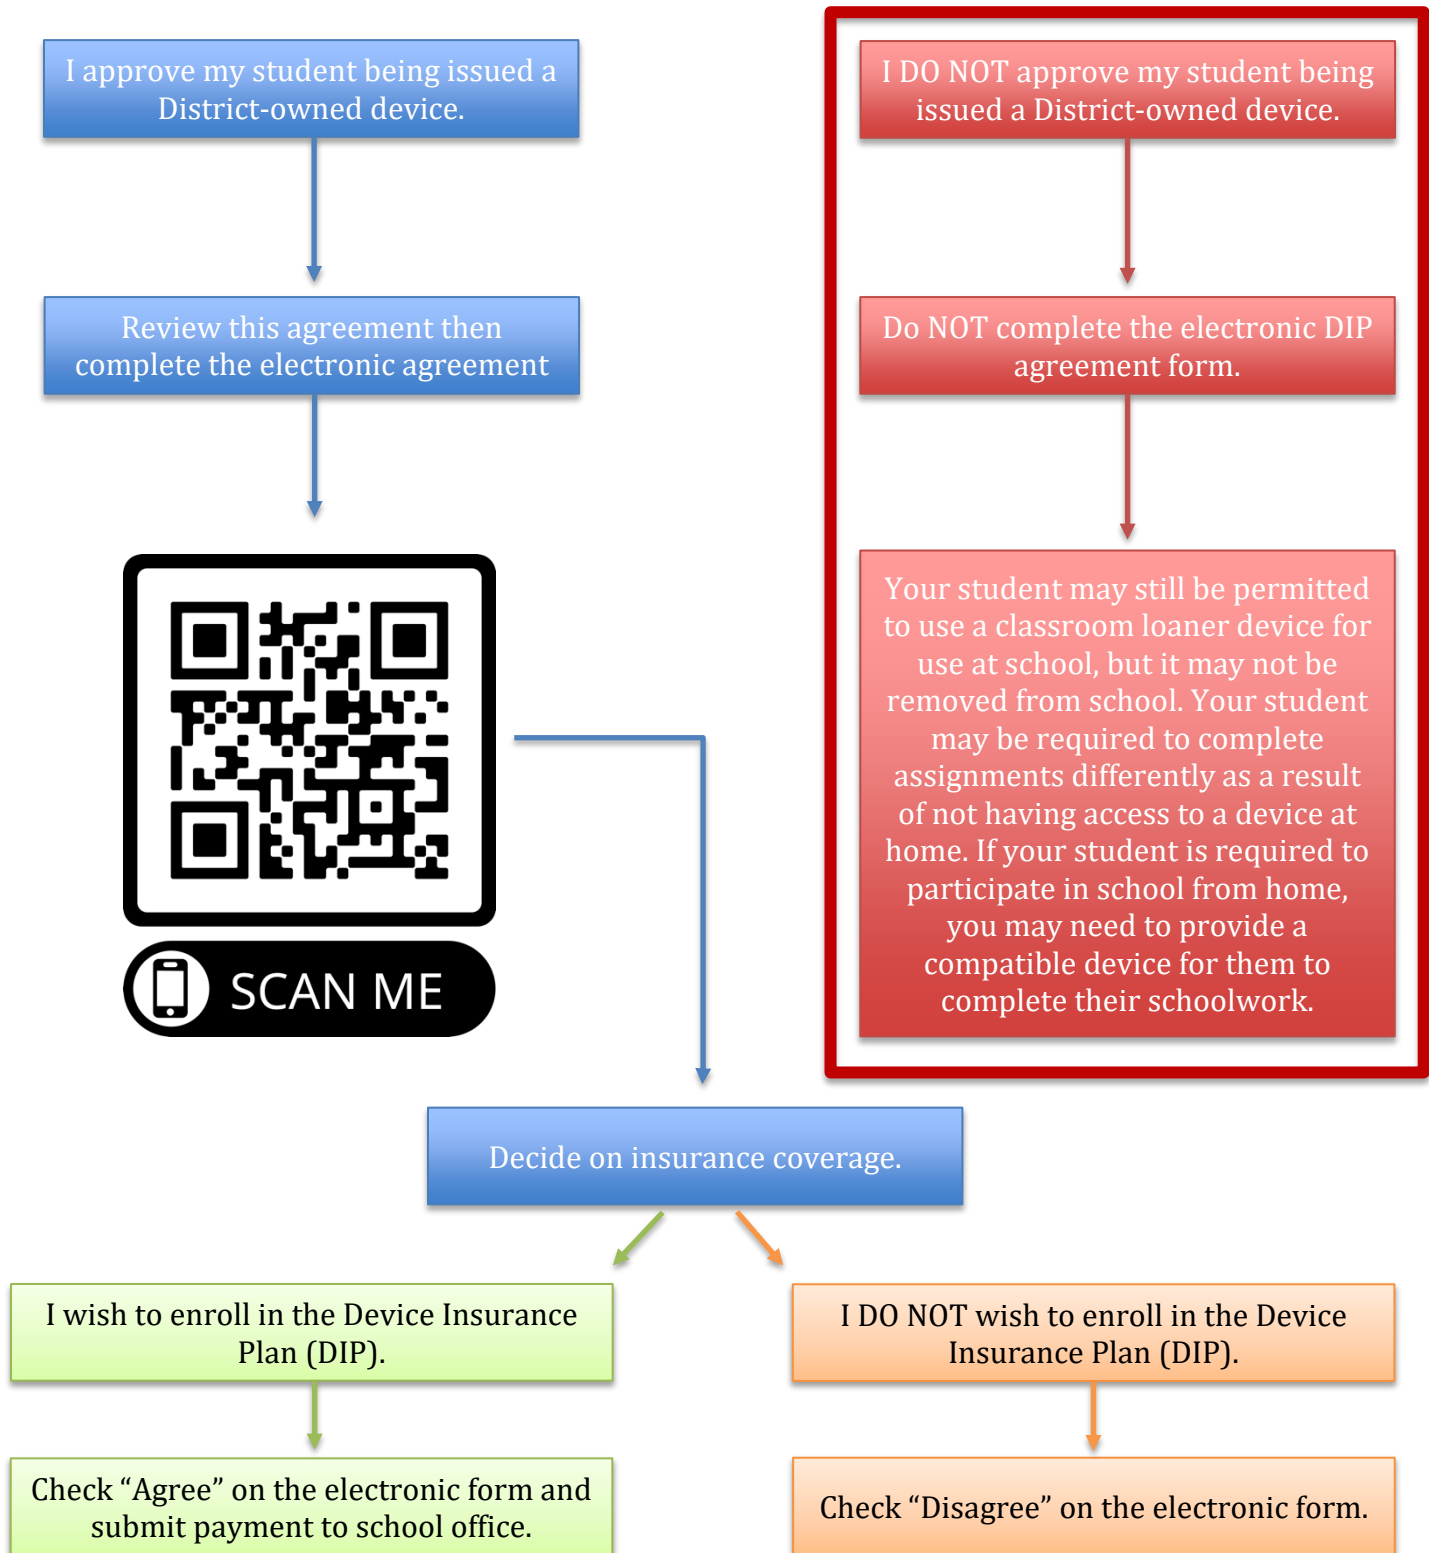 I approve my student being issued a
District-owned device.
Review this agreement then
complete the electronic agreement
SCAN ME
I DO NOT approve my student being
issued a District-owned device.
Do NOT complete the electronic DIP
agreement form.
Your student may still be permitted
to use a classroom loaner device for
use at school, but it may not be
removed from school. Your student
may be required to complete
assignments differently as a result
of not having access to a device at
home. If your student is required to
participate in school from home,
you may need to provide a
compatible device for them to
complete their schoolwork.
Decide on insurance coverage.
I wish to enroll in the Device Insurance
Plan (DIP).
Check “Agree” on the electronic form and
submit payment to school office.
I DO NOT wish to enroll in the Device
Insurance Plan (DIP).
Check “Disagree” on the electronic form.